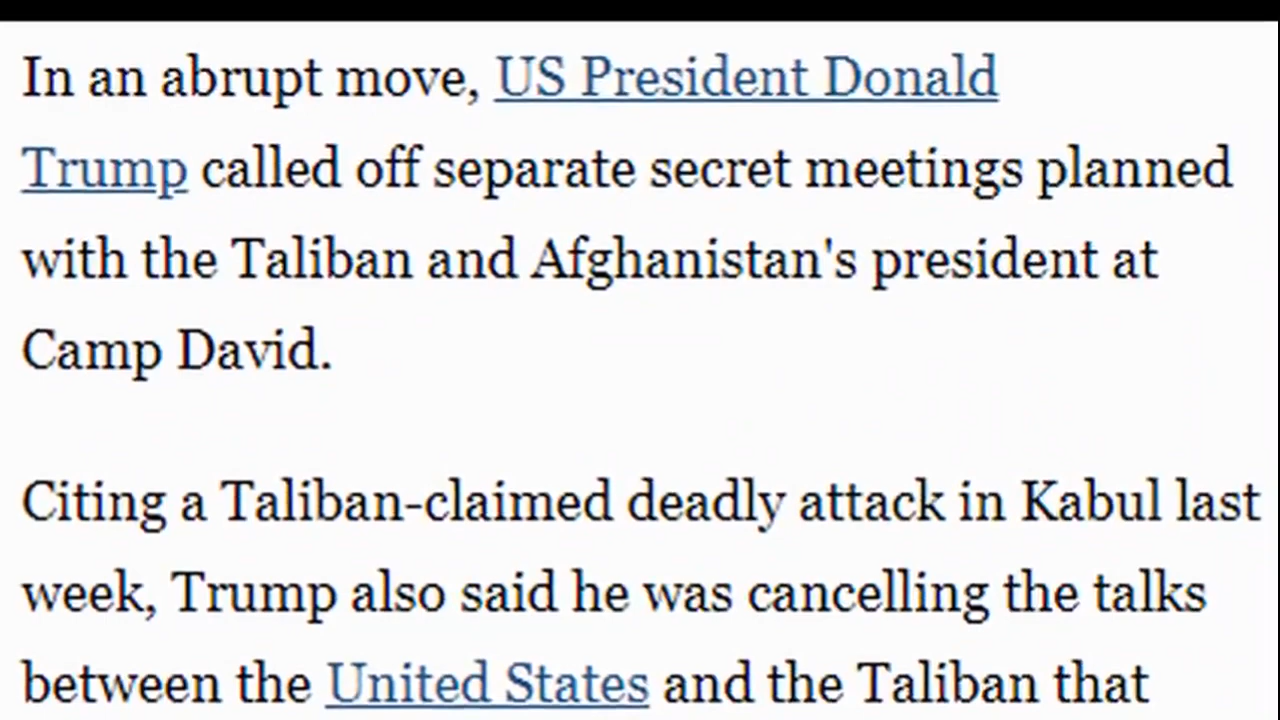 In an abrupt move, US President Donald
Trump called off separate secret meetings planned
with the Taliban and Afghanistan's president at
Camp David.
Citing a Taliban-claimed deadly attack in Kabul last
week, Trump also said he was cancelling the talks
between the United States and the Taliban that